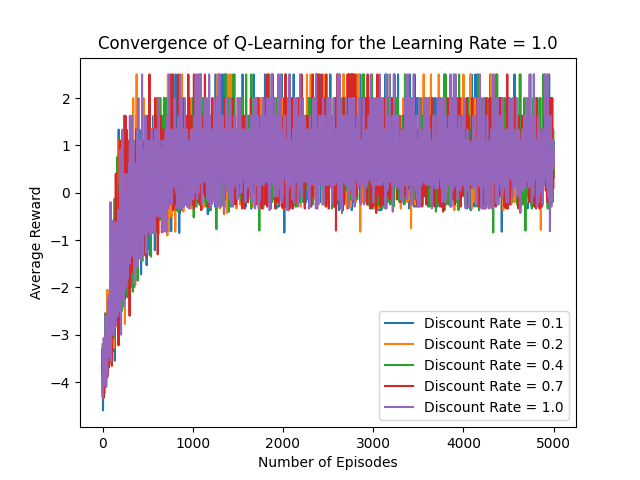 Convergence of Q-Learning for the Learning Rate = 1.0
Average Reward
2
1
0
−1
−2
−3
−4
Discount Rate = 0.1
Discount Rate = 0.2
Discount Rate = 0.4
Discount Rate = 0.7
Discount Rate = 1.0
0 1000 2000 3000 4000 5000
Number of Episodes